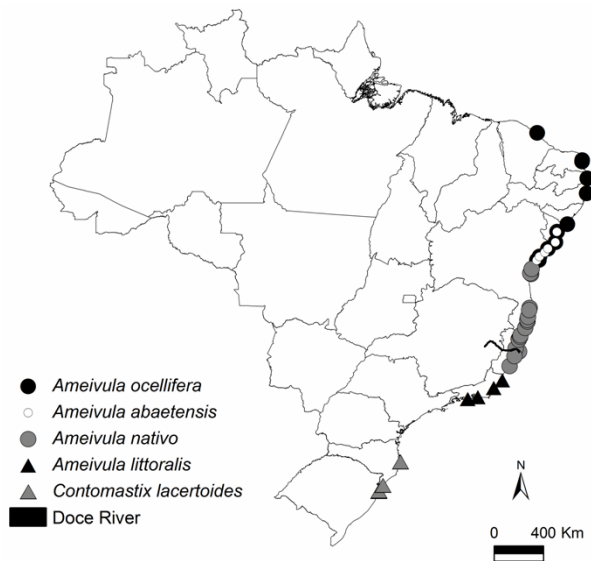 Ameivula ocellifera
Ameivula abaetensis
Ameivula nativo
Ameivula littoralis
Contomastix lacertoides
Doce River
N
0 400 Km